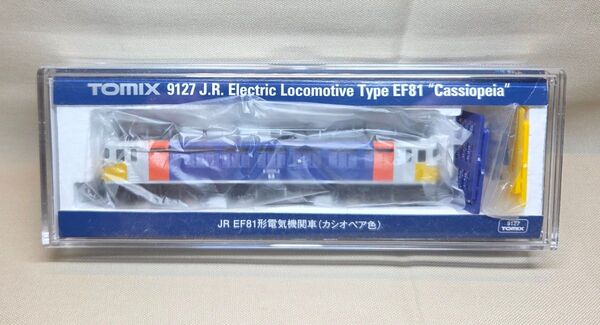 TOMIX 9127 J.R. Electric Locomotive Type EF81 "Cassiopeia"
JR EF81形電気機関車(カシオペア色)
9127
TOMIX